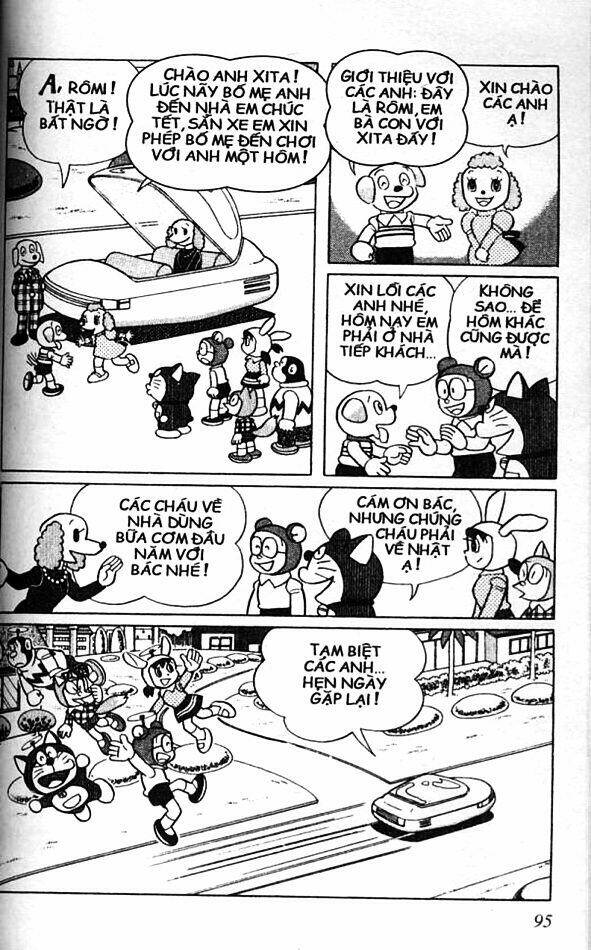 A, RÔMI!
THẬT LÀ
BẤT NGỜ!
CHÀO ANH XITA!
LÚC NÃY BỐ MẸ ANH
ĐẾN NHÀ EM CHÚC
TẾT, SẴN XE EM XIN
PHÉP BỐ MẸ ĐẾN CHƠI
VỚI ANH MỘT HÔM!
GIỚI THIỆU VỚI
CÁC ANH: ĐÂY
LÀ RÔMI, EM
BÀ CON VỚI
XITA ĐẤY!
XIN CHÀO
CÁC ANH
Ạ!
XIN LỖI CÁC
ANH NHÉ,
HÔM NAY EM
PHẢI Ở NHÀ
TIẾP KHÁCH...
KHÔNG
SAO... ĐỂ
HÔM KHÁC
CŨNG ĐƯỢC
MÀ!
CÁC CHÁU VỀ
NHÀ DÙNG
BỮA CƠM ĐẦU
NĂM VỚI
BÁC NHÉ!
CÁM ƠN BÁC,
NHƯNG CHÚNG
CHÁU PHẢI
VỀ NHẬT
Ạ!
TẠM BIỆT
CÁC ANH...
HẸN NGÀY
GẶP LẠI!
95